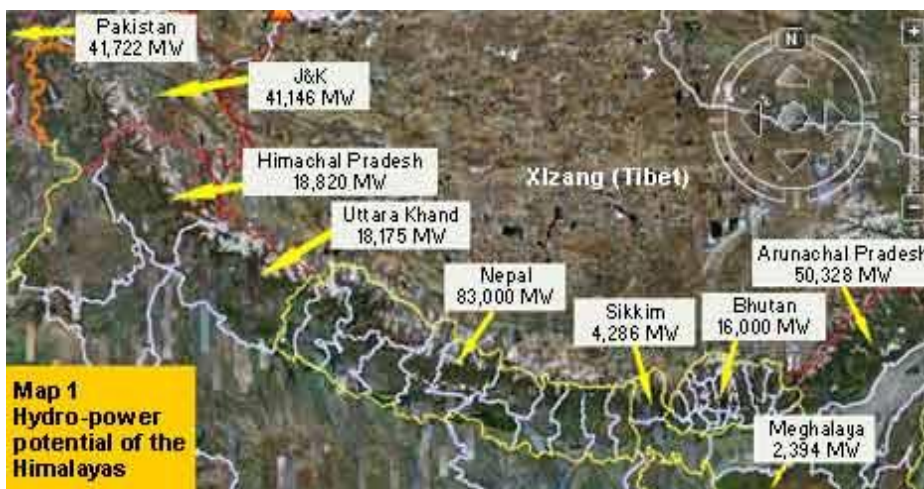 Pakistan
41,722 MW
J&K
41,146 MW
Himachal Pradesh
18,820 MW
Uttara Khand
18,175 MW
Nepal
83,000 MW
Sikkim
4,286 MW
Bhutan
16,000 MW
Arunachal Pradesh
50,328 MW
Meghalaya
2,394 MW
XIzang (Tibet)
N
Map 1
Hydro-power
potential of the
Himalayas